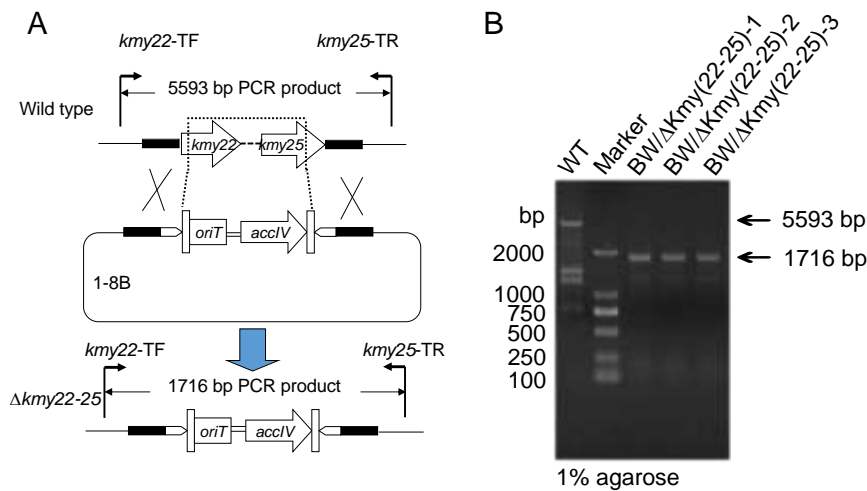 A
kmy22-TF
kmy25-TR
5593 bp PCR product
Wild type
kmy22
kmy25
oriT
accIV
1-8B
kmy22-TF
kmy25-TR
1716 bp PCR product
Δkmy22-25
oriT
accIV
B
WT
Marker
BW/ΔKmy(22-25)-1
BW/ΔKmy(22-25)-2
BW/ΔKmy(22-25)-3
bp
2000
1000
750
500
250
100
5593 bp
1716 bp
1% agarose